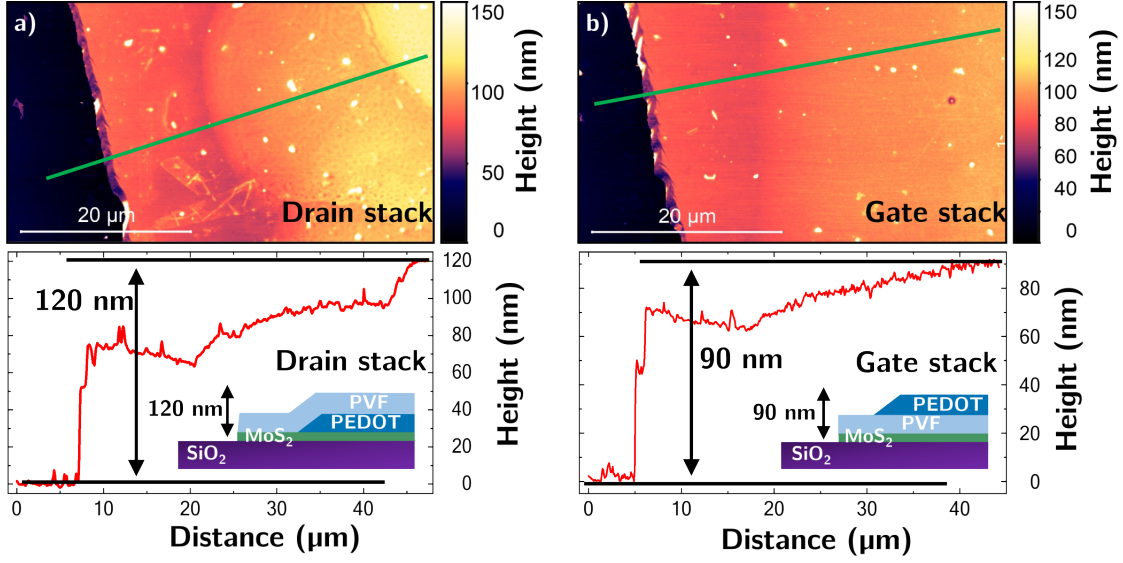 a)
20 µm
Drain stack
150
100
50
0
Height (nm)
b)
20 µm
Gate stack
150
120
100
80
60
40
0
Height (nm)
120 nm
Drain stack
120 nm
PVF
PEDOT
MoS2
SiO2
120
100
80
60
40
20
0
Height (nm)
0 10 20 30 40
Distance (µm)
90 nm
Gate stack
90 nm
PEDOT
PVF
MoS2
SiO2
80
60
40
20
0
Height (nm)
0 10 20 30 40
Distance (µm)